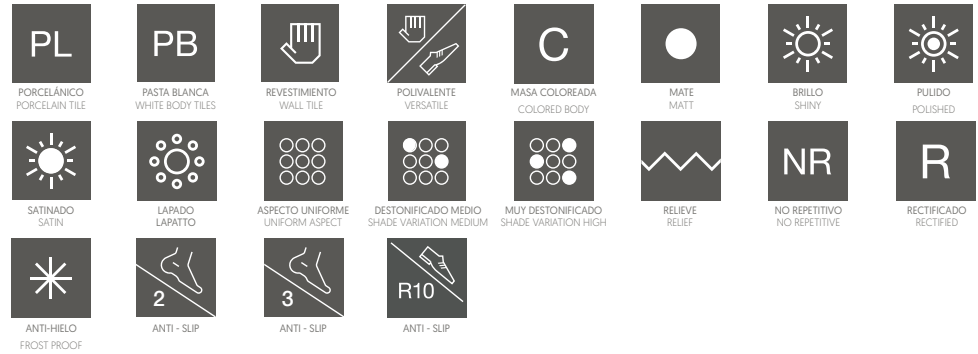 PL
PORCELÁNICO
PORCELAIN TILE
PB
PASTA BLANCA
WHITE BODY TILES
REVESTIMIENTO
WALL TILE
POLIVALENTE
VERSATILE
C
MASA COLOREADA
COLORED BODY
MATE
MATT
BRILLO
SHINY
PULIDO
POLISHED
SATINADO
SATIN
LAPADO
LAPATTO
ASPECTO UNIFORME
UNIFORM ASPECT
DESTONIFICADO MEDIO
SHADE VARIATION MEDIUM
MUY DESTONIFICADO
SHADE VARIATION HIGH
RELIEVE
RELIEF
NR
NO REPETITIVO
NO REPETITIVE
R
RECTIFICADO
RECTIFIED
ANTI-HIELO
FROST PROOF
2
ANTI - SLIP
3
ANTI - SLIP
R10
ANTI - SLIP